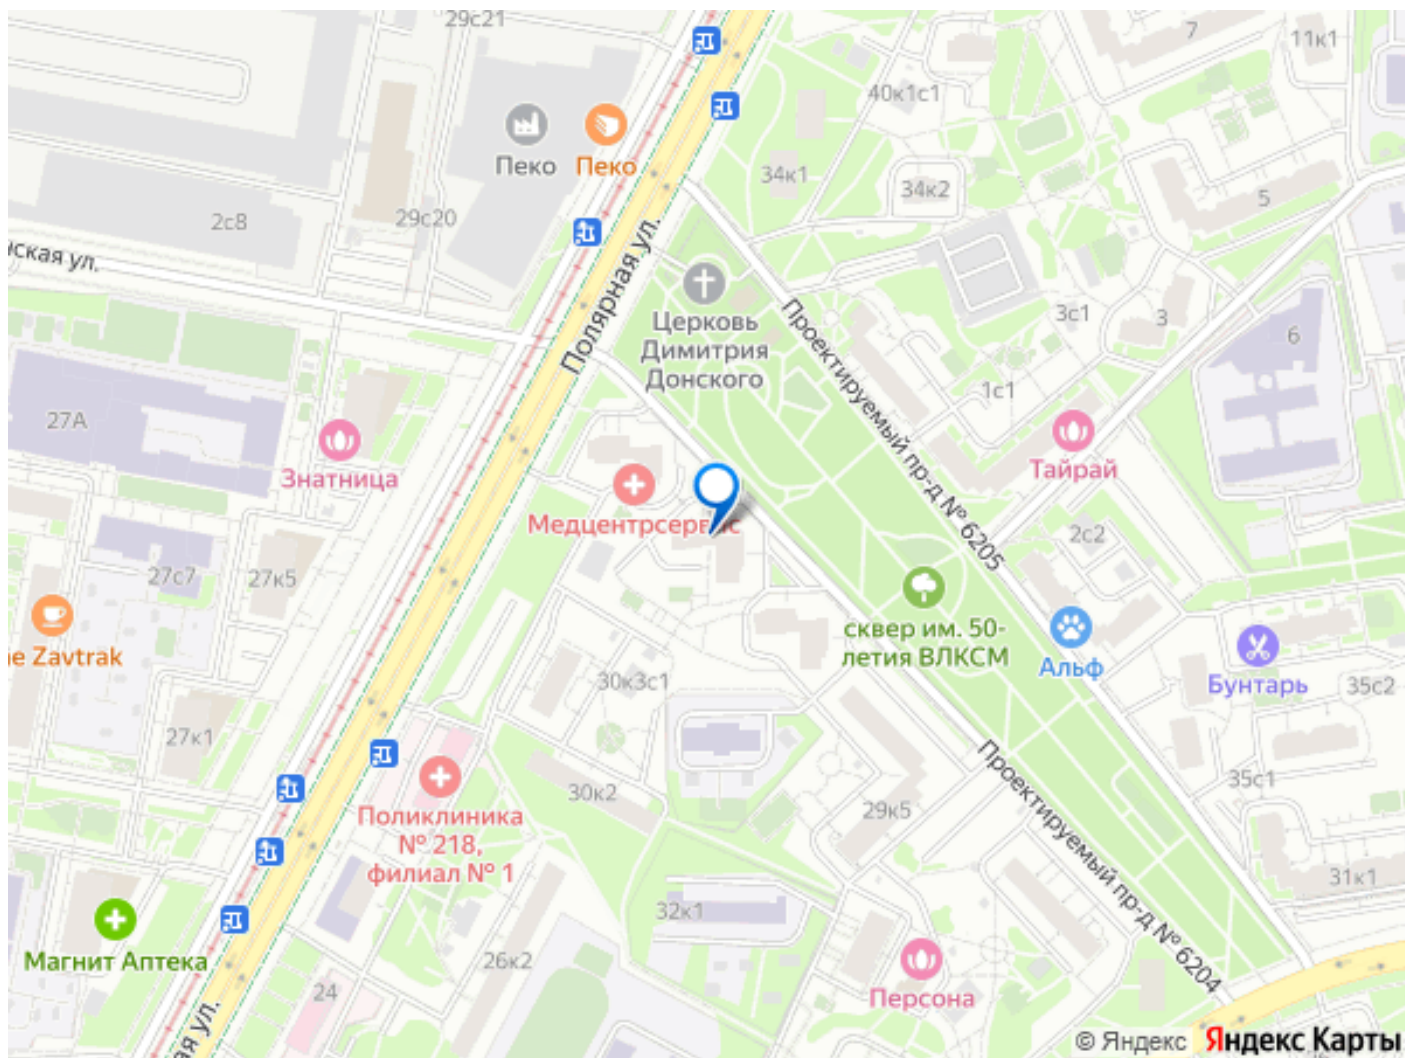 29с21
7
11к1
40к1с1
Пеко
Пеко
34к1
34к2
5
2с8
29с20
ская ул.
Полярная ул.
Церковь
Димитрия
Донского
Проектируемый пр-д № 6205
3с1
3
6
1с1
27А
Знатница
Тайрай
Медцентрсервис
2с2
27с7
27к5
сквер им. 50-
летия ВЛКСМ
Альф
Бунтарь
35с2
e Zavtrak
30к3с1
27к1
Проектируемый пр-д № 6204
35с1
30к2
29к5
Поликлиника
№ 218,
филиал № 1
31к1
32к1
Магнит Аптека
26к2
24
Персона
ая ул.
© Яндекс Яндекс Карты